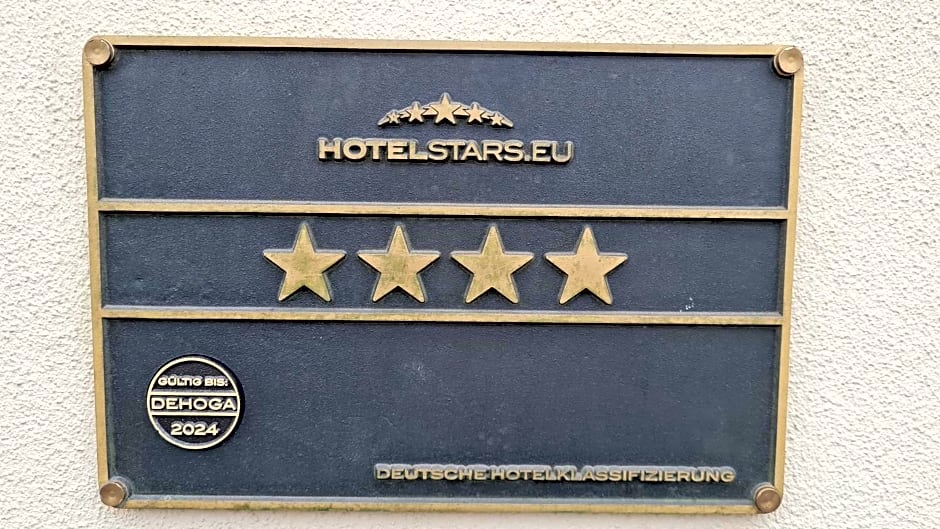 HOTELSTARS.EU
GÜLTIG BIS:
DEHOGA
2024
DEUTSCHE HOTELKLASSIFIZIERUNG